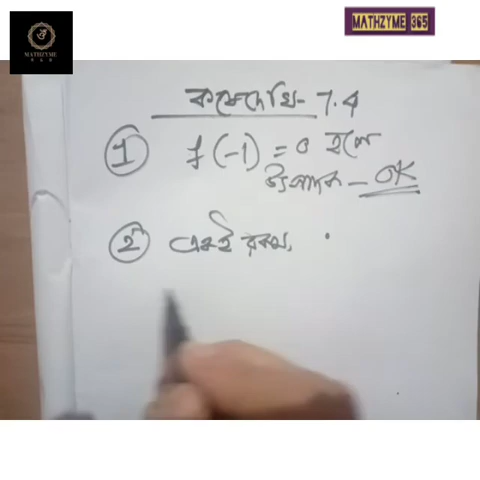 MATHZYME
MATHZYME 365
কষে দেখি- 7.4
① f(-1) = 0 হলে
উৎপাদক - OK
② একই রকম,